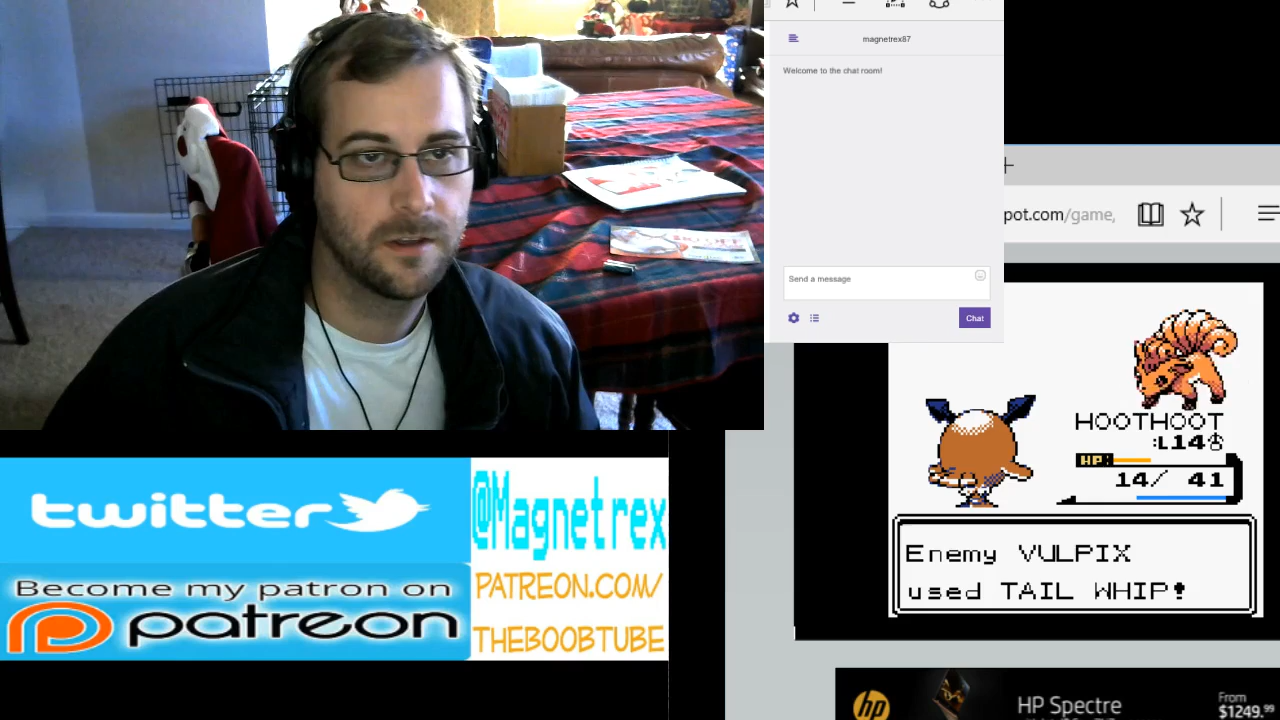 magnetrex87
Welcome to the chat room!
Send a message
Chat
pot.com/game,
HOOTHOOT
:L14♂
HP:
14/ 41
Enemy VULPIX
used TAIL WHIP!
twitter
@Magnetrex
Become my patron on
patreon
PATREON.COM/
THEBOOBTUBE
hp
HP Spectre
From
$1249.99